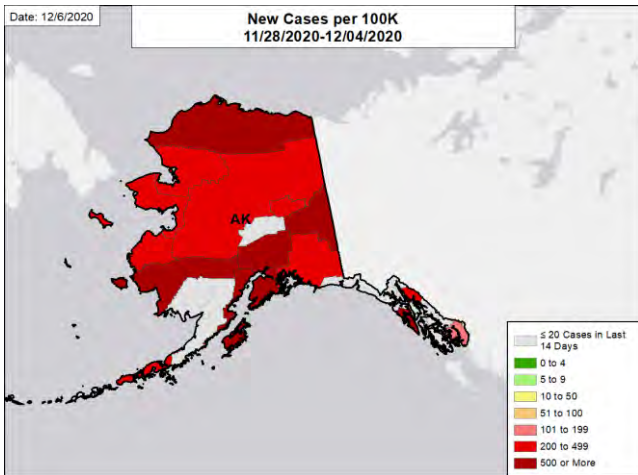 Date: 12/6/2020
New Cases per 100K
11/28/2020-12/04/2020
AK
≤ 20 Cases in Last
14 Days
0 to 4
5 to 9
10 to 50
51 to 100
101 to 199
200 to 499
500 or More